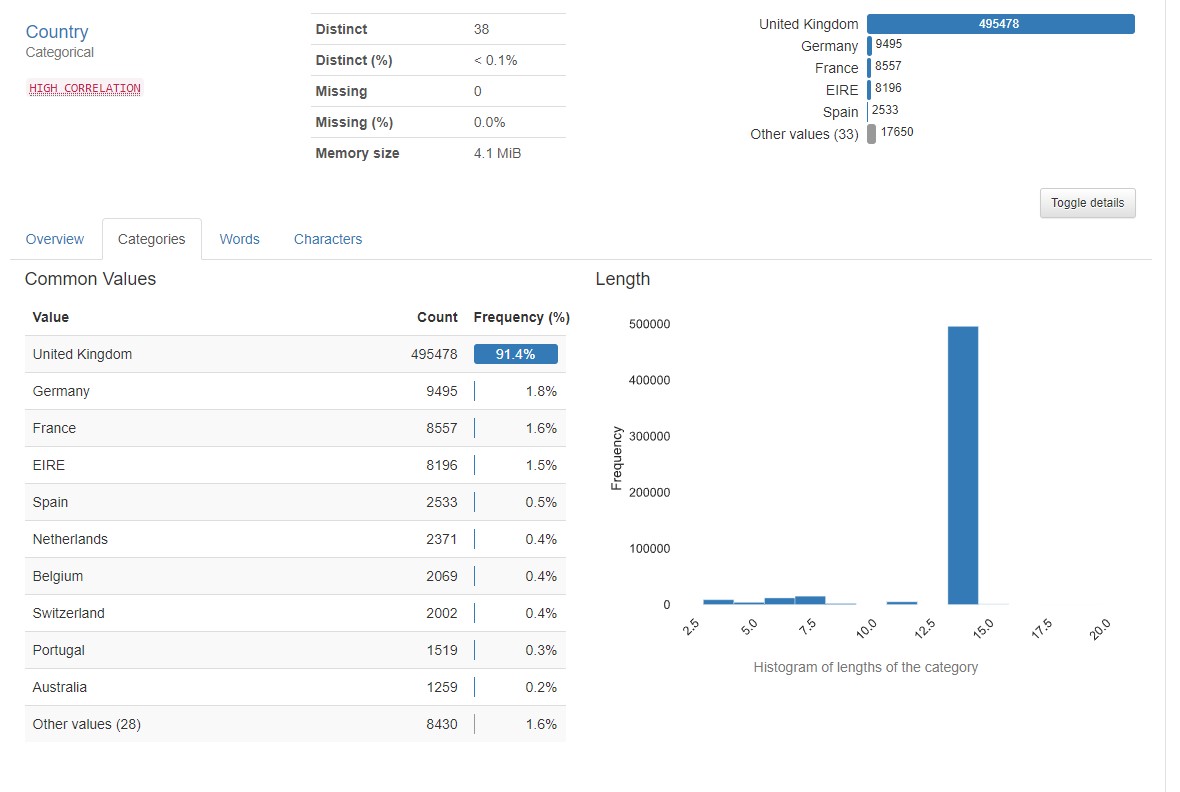 Country
Categorical
HIGH CORRELATION
Distinct 38
Distinct (%) < 0.1%
Missing 0
Missing (%) 0.0%
Memory size 4.1 MiB
United Kingdom 495478
Germany 9495
France 8557
EIRE 8196
Spain 2533
Other values (33) 17650
Toggle details
Overview Categories Words Characters
Common Values
Value Count Frequency (%)
United Kingdom 495478 91.4%
Germany 9495 1.8%
France 8557 1.6%
EIRE 8196 1.5%
Spain 2533 0.5%
Netherlands 2371 0.4%
Belgium 2069 0.4%
Switzerland 2002 0.4%
Portugal 1519 0.3%
Australia 1259 0.2%
Other values (28) 8430 1.6%
Length
500000
400000
300000
200000
100000
0
Frequency
2.5 5.0 7.5 10.0 12.5 15.0 17.5 20.0
Histogram of lengths of the category